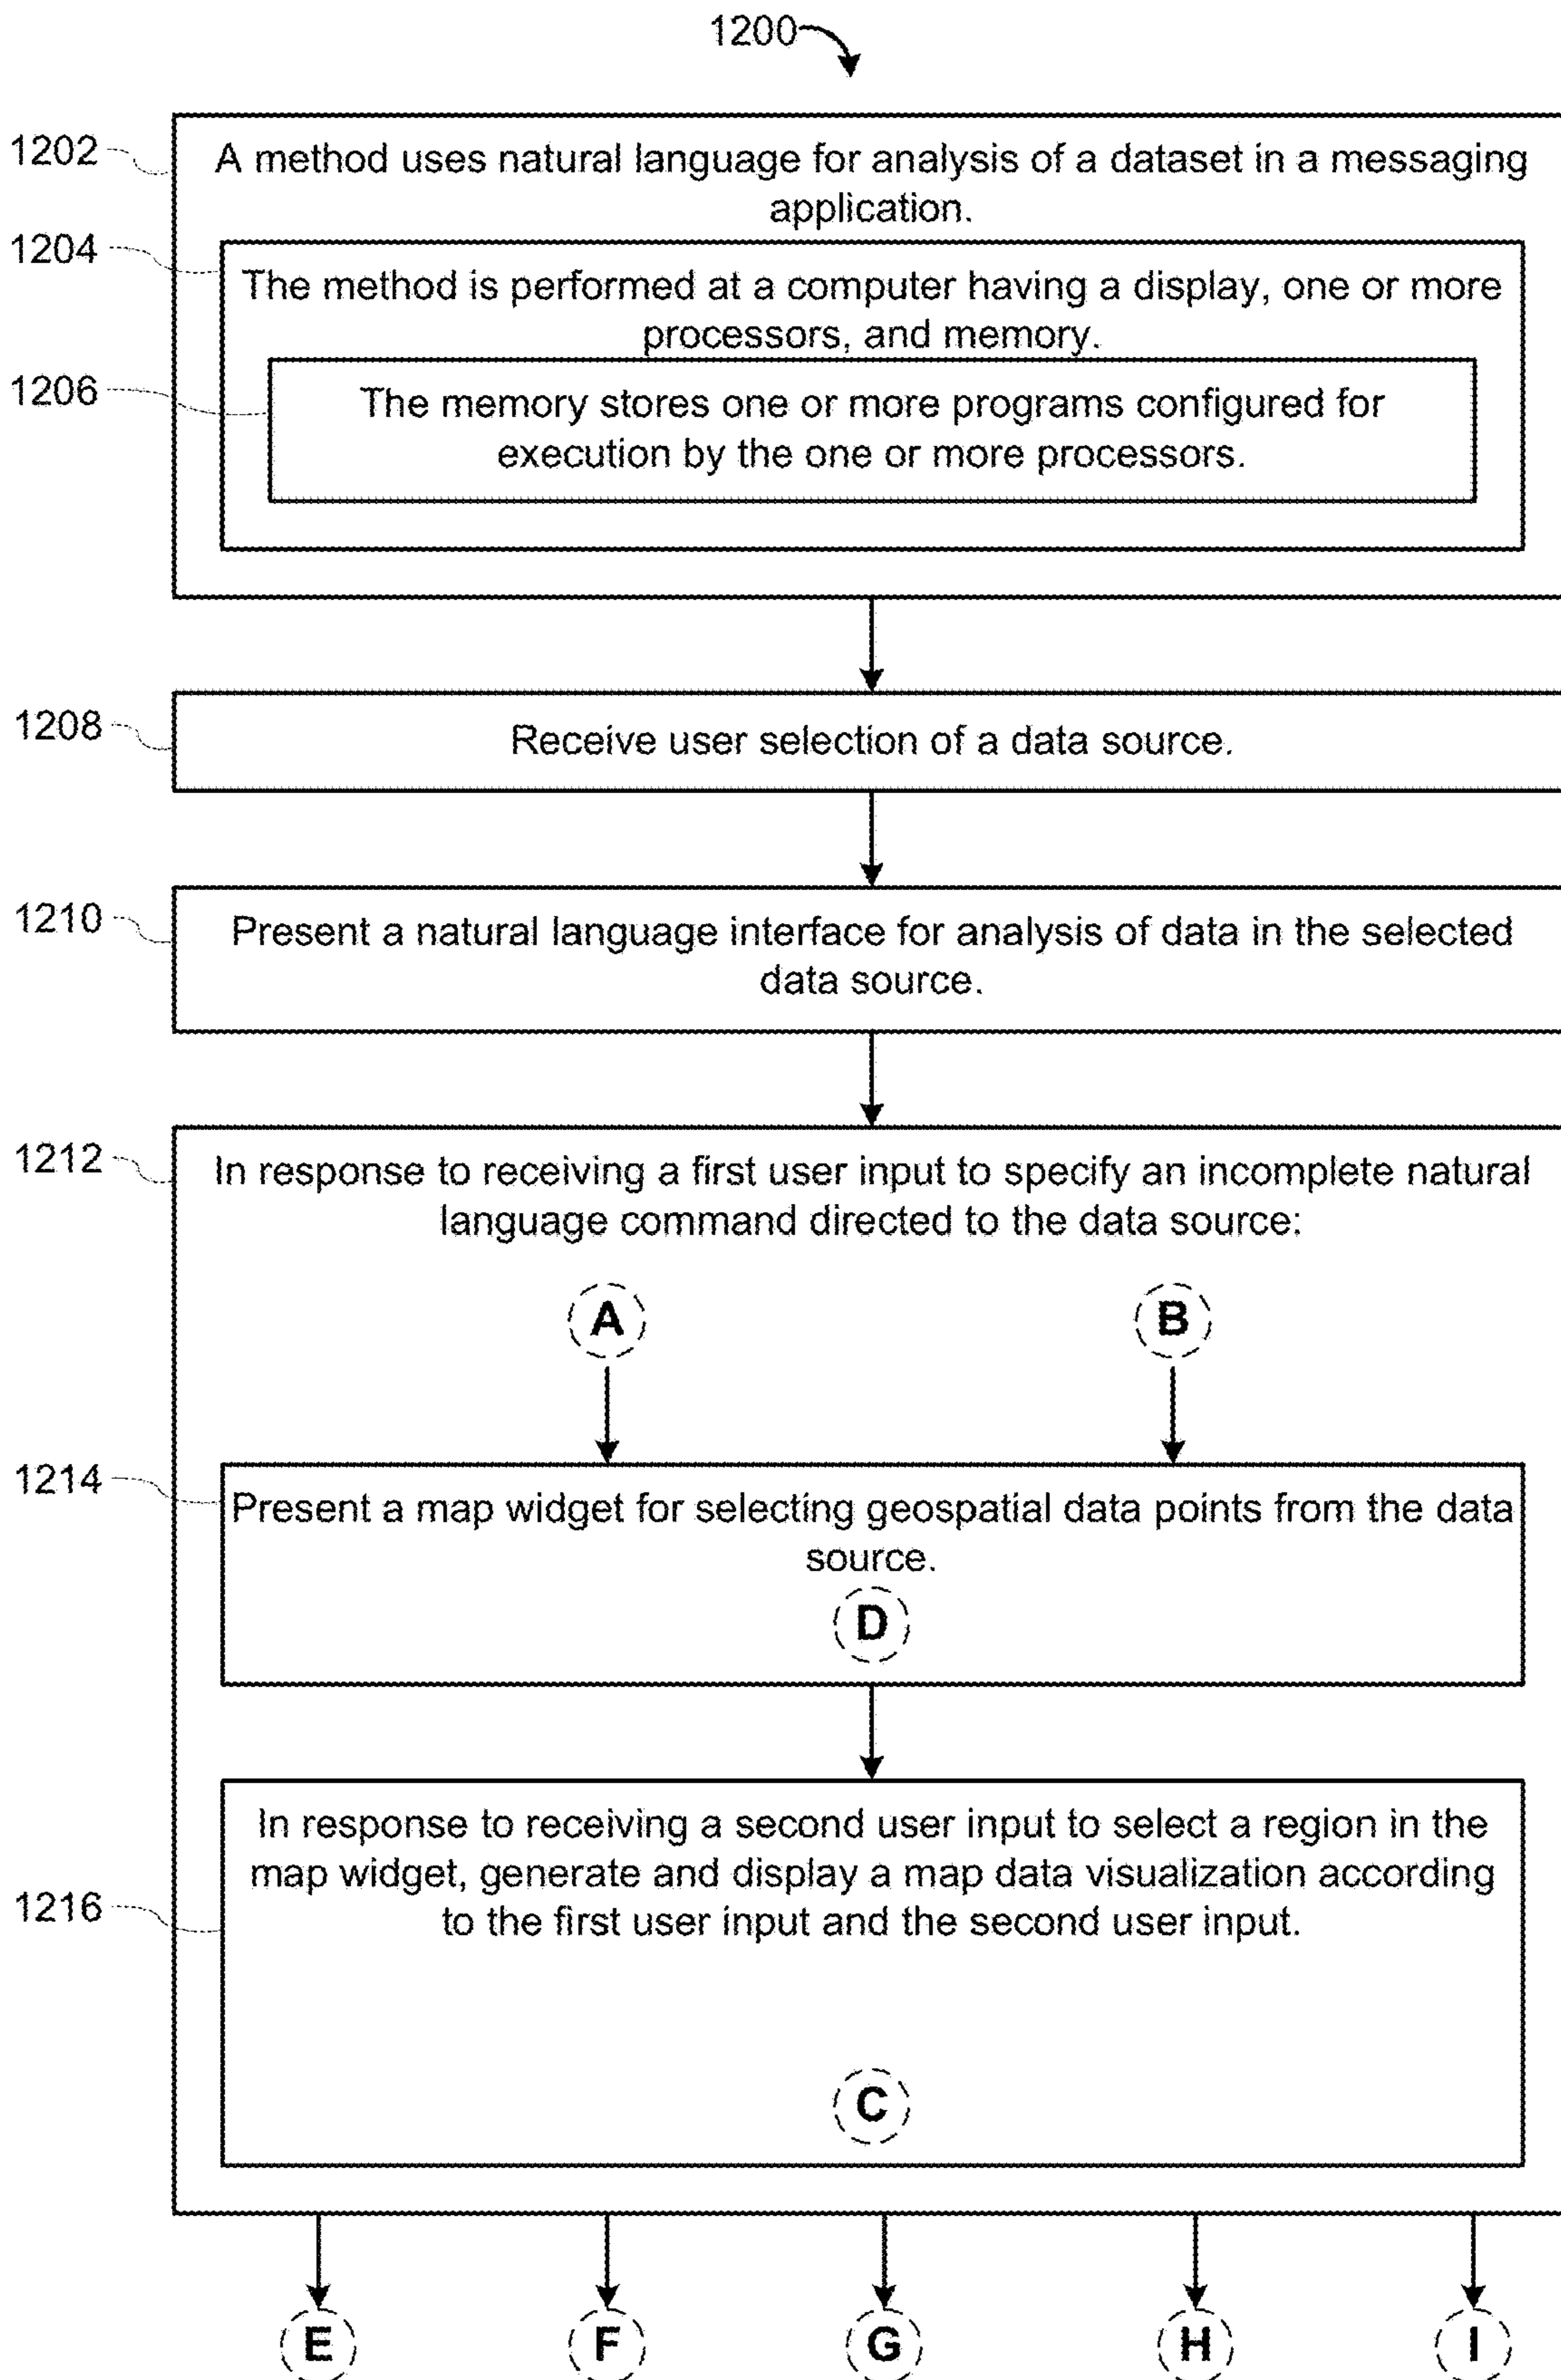 1200
1202
A method uses natural language for analysis of a dataset in a messaging
application.
1204
The method is performed at a computer having a display, one or more
processors, and memory.
1206
The memory stores one or more programs configured for
execution by the one or more processors.
1208
Receive user selection of a data source.
1210
Present a natural language interface for analysis of data in the selected
data source.
1212
In response to receiving a first user input to specify an incomplete natural
language command directed to the data source:
A
B
1214
Present a map widget for selecting geospatial data points from the data
source.
D
1216
In response to receiving a second user input to select a region in the
map widget, generate and display a map data visualization according
to the first user input and the second user input.
C
E
F
G
H
I